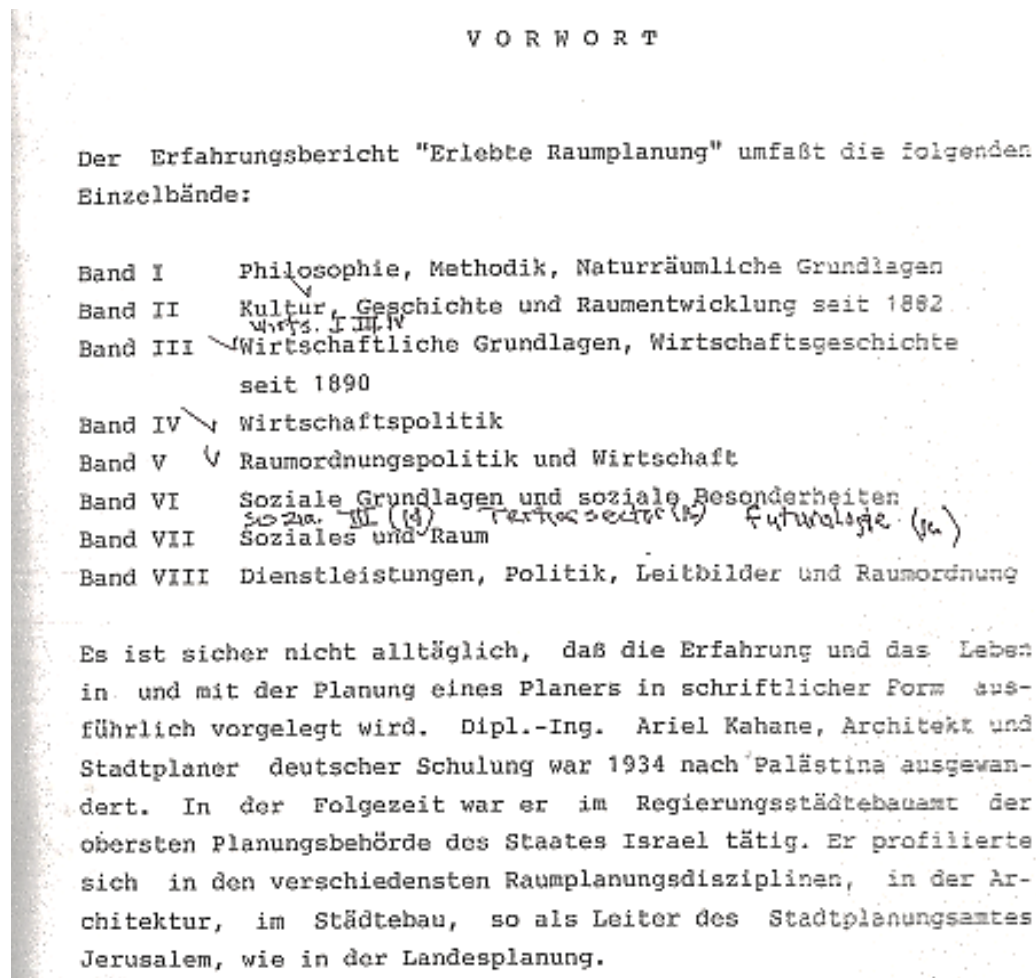 V O R W O R T
Der Erfahrungsbericht "Erlebte Raumplanung" umfaßt die folgenden
Einzelbände:
Band I Philosophie, Methodik, Naturräumliche Grundlagen
Band II Kultur, Geschichte und Raumentwicklung seit 1882
Wirts. I III. IV
Band III Wirtschaftliche Grundlagen, Wirtschaftsgeschichte
seit 1890
Band IV Wirtschaftspolitik
Band V Raumordnungspolitik und Wirtschaft
Band VI Soziale Grundlagen und soziale Besonderheiten
III Futurologie
Band VII Soziales und Raum
Band VIII Dienstleistungen, Politik, Leitbilder und Raumordnung
Es ist sicher nicht alltäglich, daß die Erfahrung und das Leben
in und mit der Planung eines Planers in schriftlicher Form aus-
führlich vorgelegt wird. Dipl.-Ing. Ariel Kahane, Architekt und
Stadtplaner deutscher Schulung war 1934 nach Palästina ausgewan-
dert. In der Folgezeit war er im Regierungsstädtebauamt der
obersten Planungsbehörde des Staates Israel tätig. Er profilierte
sich in den verschiedensten Raumplanungsdisziplinen, in der Ar-
chitektur, im Städtebau, so als Leiter des Stadtplanungsamtes
Jerusalem, wie in der Landesplanung.